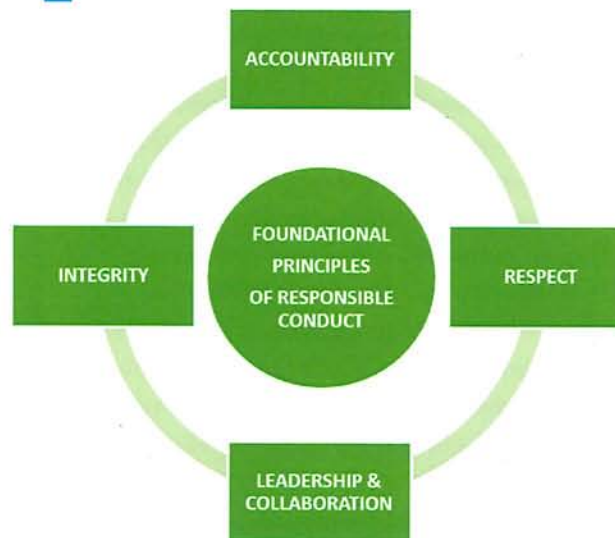 ACCOUNTABILITY
FOUNDATIONAL
PRINCIPLES
OF RESPONSIBLE
CONDUCT
INTEGRITY
RESPECT
LEADERSHIP &
COLLABORATION